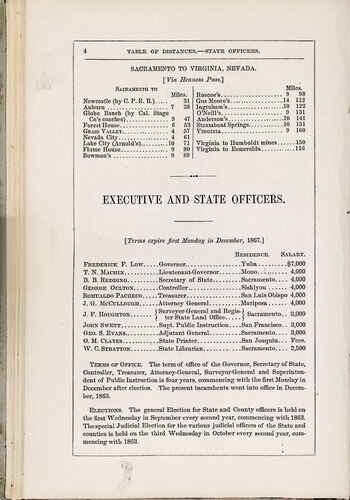 4 TABLE OF DISTANCES.—STATE OFFICERS.
SACRAMENTO TO VIRGINIA, NEVADA.
[Via Henness Pass.]
SACRAMENTO TO Miles.
Newcastle (by C. P. R. R.)..... 31
Auburn..... 7 38
Globe Ranch (by Cal. Stage
Co's coaches)..... 9 47
Forest House..... 6 53
GRASS VALLEY..... 4 57
Nevada City..... 4 61
Lake City (Arnold's)..... 10 71
Flume House..... 9 80
Bowman's..... 9 89
Miles.
Roscoe's..... 9 98
Gus Moore's..... 14 112
Ingraham's..... 10 122
O'Neill's..... 9 131
Anderson's..... 10 141
Steamboat Springs..... 10 151
VIRGINIA..... 9 160
Virginia to Humboldt mines.....150
Virginia to Esmeralda.....116
EXECUTIVE AND STATE OFFICERS.
[Terms expire first Monday in December, 1867.]
RESIDENCE. SALARY.
FREDERICK F. LOW.....Governor.....Yuba.....$7,000
T. N. MACHIN.....Lieutenant-Governor.....Mono..... 4,000
B. B. REDDING.....Secretary of State.....Sacramento..... 4,000
GEORGE OULTON.....Controller.....Siskiyou..... 4,000
ROMUALDO PACHECO.....Treasurer.....San Luis Obispo 4,000
J. G. MCCULLOUGH.....Attorney General.....Mariposa..... 4,000
J. F. HOUGHTON.....{Surveyor-General and Regis-
ter State Land Office.....}Sacramento..... 3,000
JOHN SWETT.....Supt. Public Instruction.....San Francisco... 3,000
GEO. S. EVANS.....Adjutant General.....Sacramento..... 3,000
O. M. CLAYES.....State Printer.....San Joaquin..... Fees.
W. C. STRATTON.....State Librarian.....Sacramento..... 2,500
TERMS OF OFFICE. The term of office of the Governor, Secretary of State,
Controller, Treasurer, Attorney-General, Surveyor-General and Superinten-
dent of Public Instruction is four years, commencing with the first Monday in
December after election. The present incumbents went into office in Decem-
ber, 1863.
ELECTIONS. The general Election for State and County officers is held on the
first Wednesday in September every second year, commencing with 1863.
The special Judicial Election for the various judicial officers of the State and
counties is held on the third Wednesday in October every second year, com-
mencing with 1863.